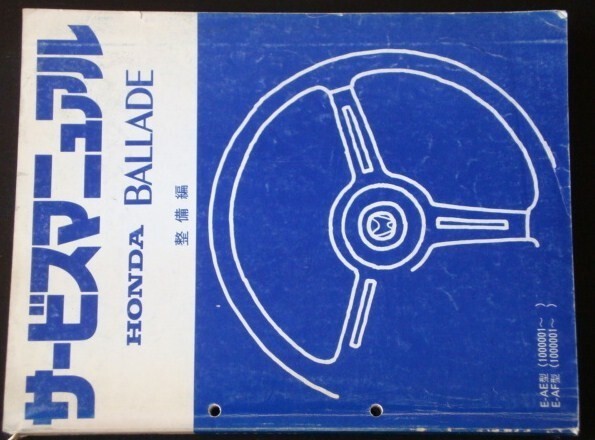 サービスマニュアル
HONDA BALLADE
整備編
E-AE型 (1000001～ )
E-AF型 (1000001～ )